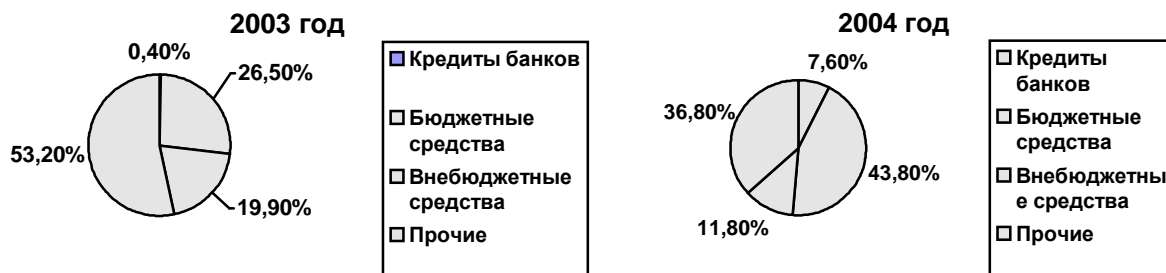 2003 год
0,40%
26,50%
53,20%
19,90%
Кредиты банков
Бюджетные
средства
Внебюджетные
средства
Прочие
2004 год
7,60%
36,80%
43,80%
11,80%
Кредиты
банков
Бюджетные
средства
Внебюджетны
е средства
Прочие